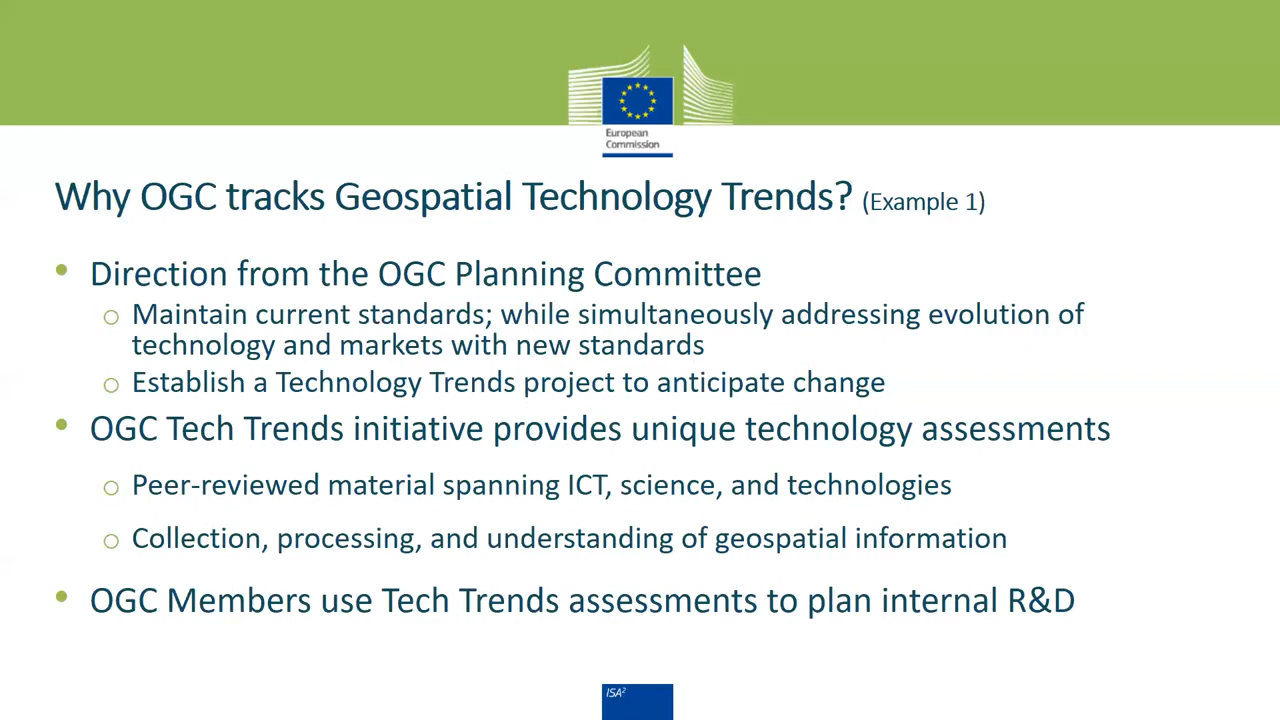 European
Commission
Why OGC tracks Geospatial Technology Trends? (Example 1)
• Direction from the OGC Planning Committee
o Maintain current standards; while simultaneously addressing evolution of
technology and markets with new standards
o Establish a Technology Trends project to anticipate change
• OGC Tech Trends initiative provides unique technology assessments
o Peer-reviewed material spanning ICT, science, and technologies
o Collection, processing, and understanding of geospatial information
• OGC Members use Tech Trends assessments to plan internal R&D
ISA²